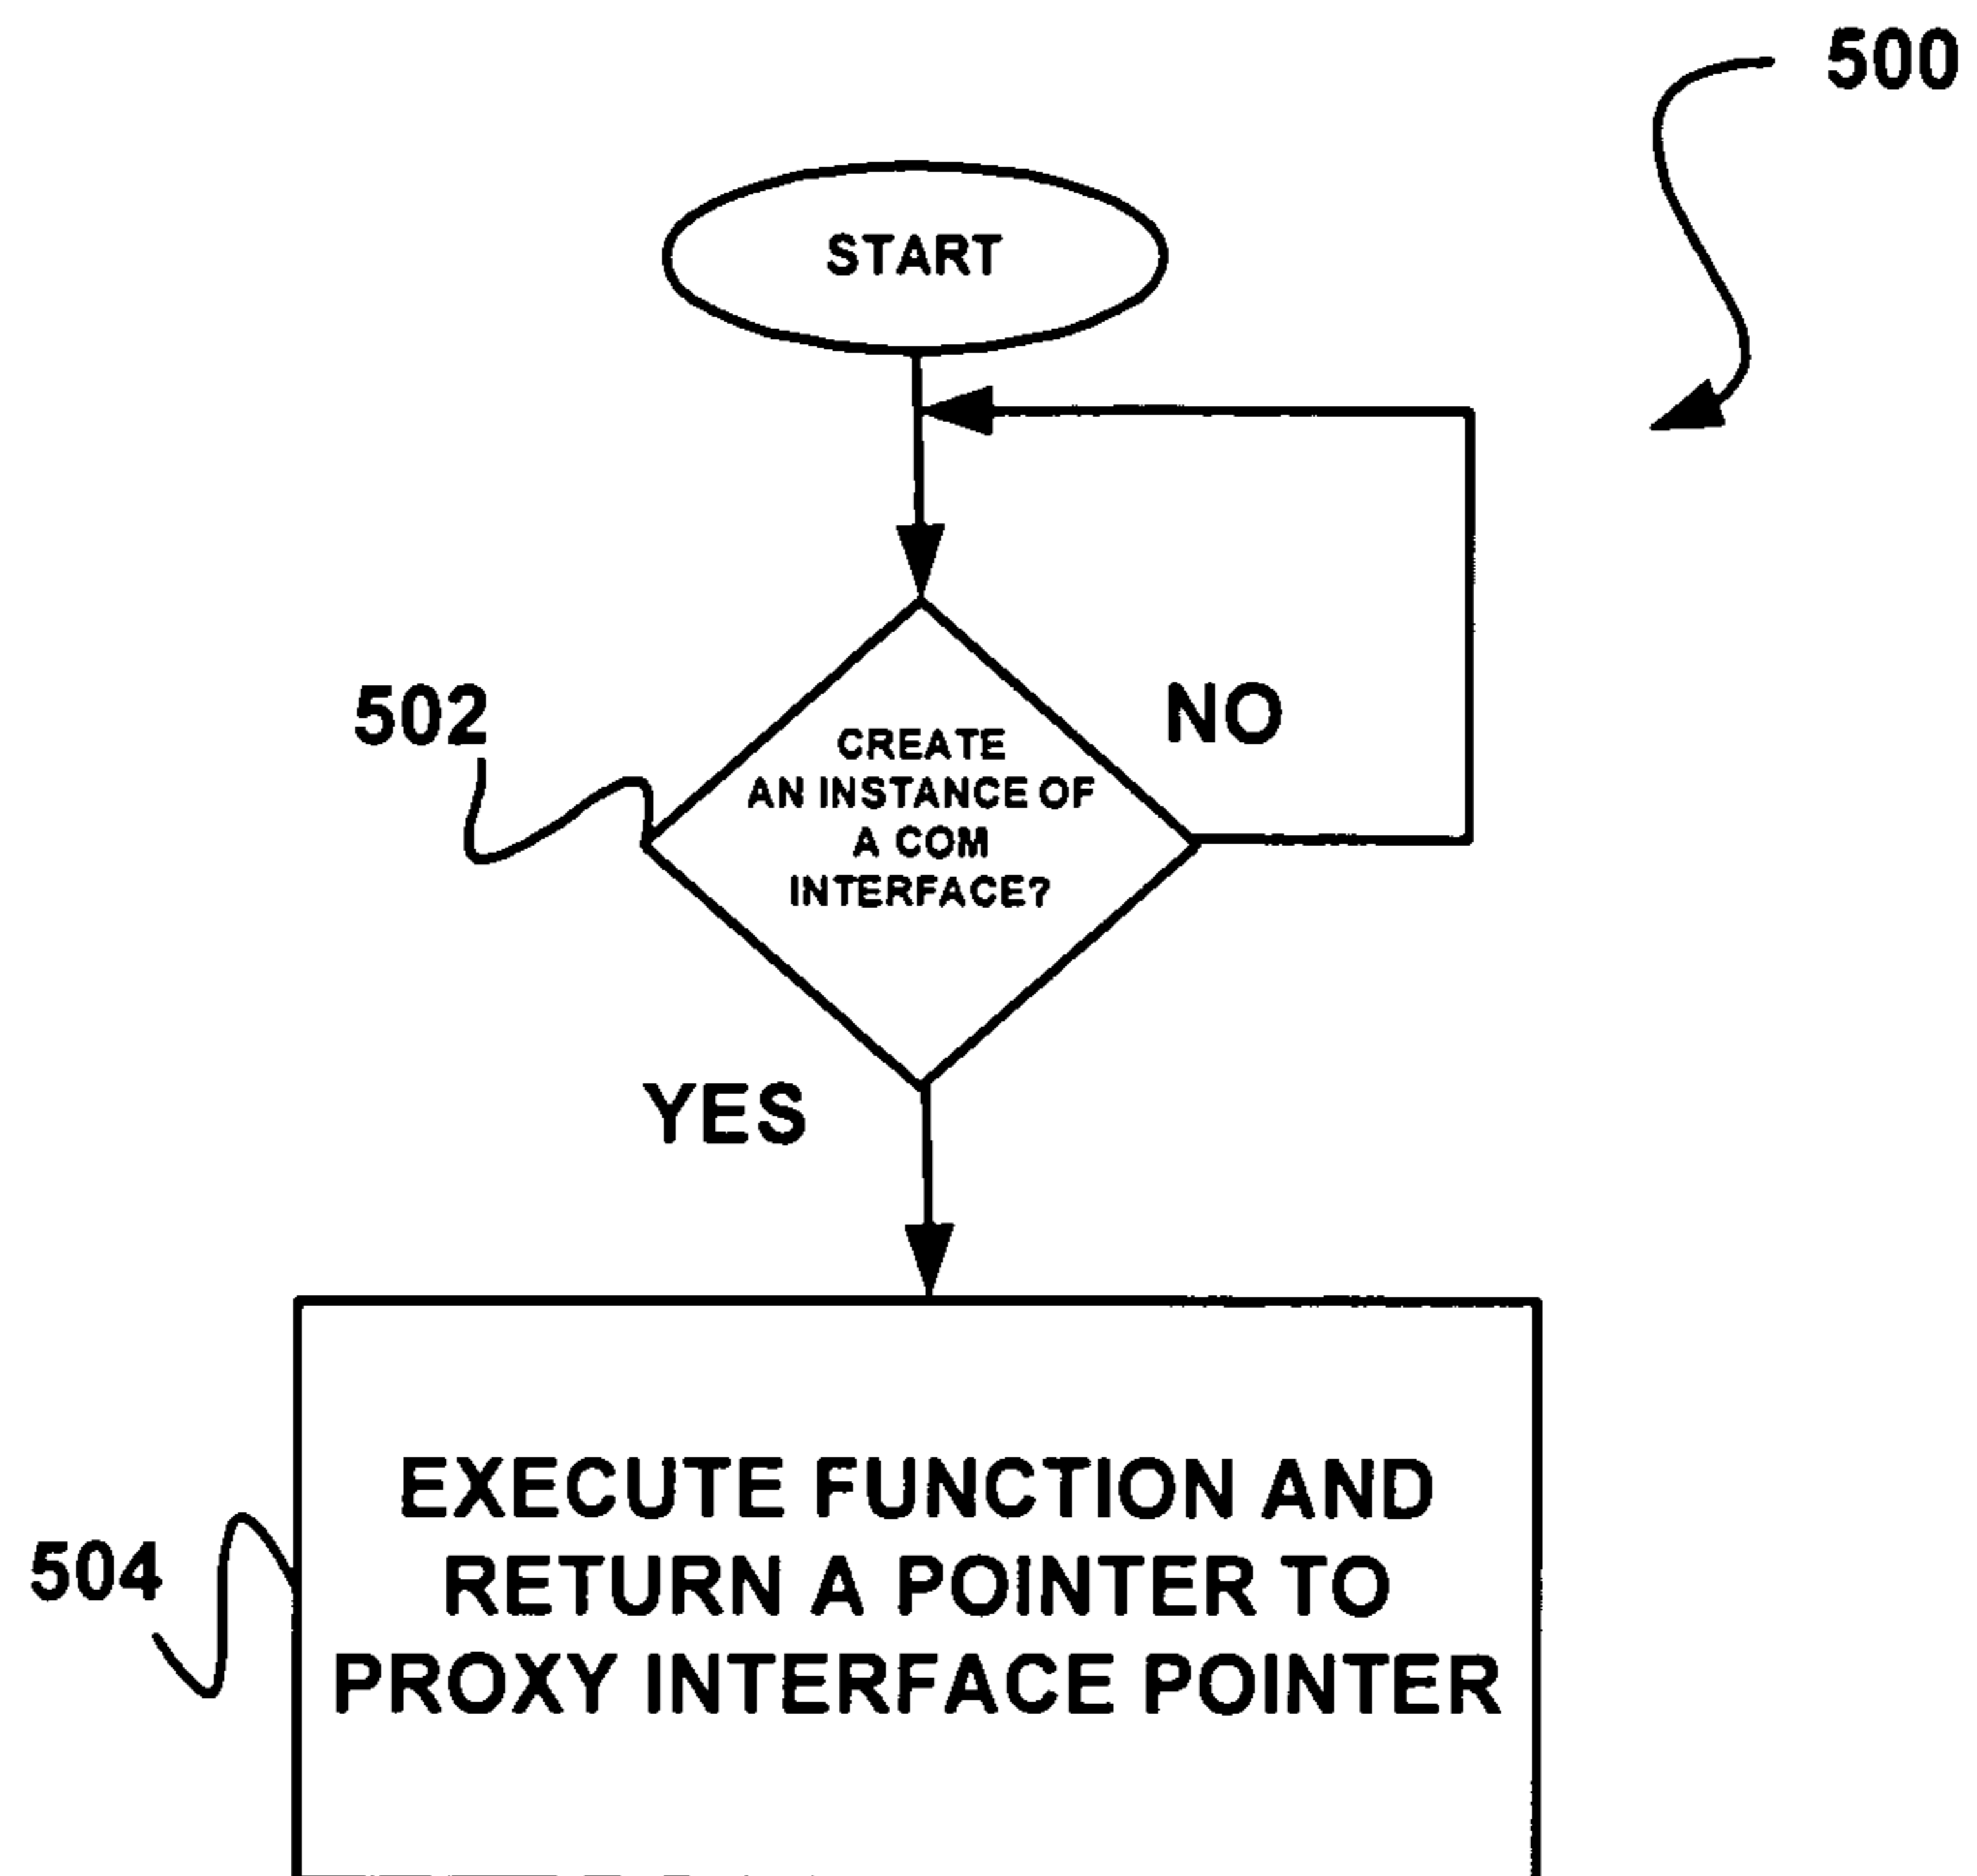 500
START
502
NO
CREATE
AN INSTANCE OF
A COM
INTERFACE?
YES
EXECUTE FUNCTION AND
RETURN A POINTER TO
PROXY INTERFACE POINTER
504